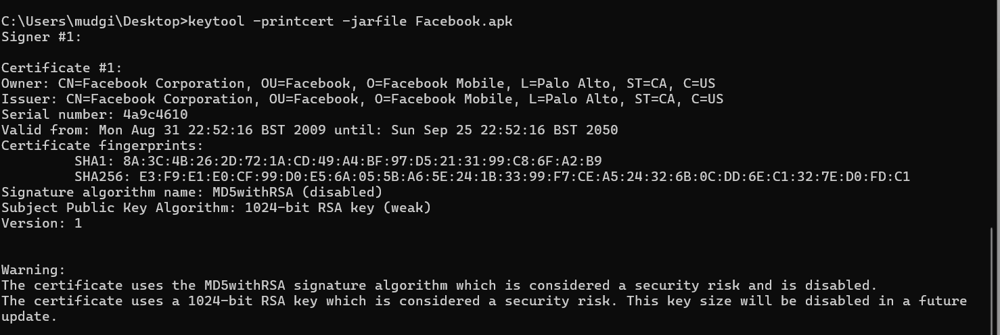 C:\Users\mudgi\Desktop>keytool -printcert -jarfile Facebook.apk
Signer #1:
Certificate #1:
Owner: CN=Facebook Corporation, OU=Facebook, O=Facebook Mobile, L=Palo Alto, ST=CA, C=US
Issuer: CN=Facebook Corporation, OU=Facebook, O=Facebook Mobile, L=Palo Alto, ST=CA, C=US
Serial number: 4a9c4610
Valid from: Mon Aug 31 22:52:16 BST 2009 until: Sun Sep 25 22:52:16 BST 2050
Certificate fingerprints:
SHA1: 8A:3C:4B:26:2D:72:1A:CD:49:A4:BF:97:D5:21:31:99:C8:6F:A2:B9
SHA256: E3:F9:E1:E0:CF:99:D0:E5:6A:05:5B:A6:5E:24:1B:33:99:F7:CE:A5:24:32:6B:0C:DD:6E:C1:32:7E:D0:FD:C1
Signature algorithm name: MD5withRSA (disabled)
Subject Public Key Algorithm: 1024-bit RSA key (weak)
Version: 1
Warning:
The certificate uses the MD5withRSA signature algorithm which is considered a security risk and is disabled.
The certificate uses a 1024-bit RSA key which is considered a security risk. This key size will be disabled in a future
update.